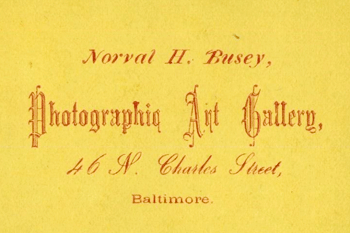 Norval H. Busey,
Photographic Art Gallery,
46 N. Charles Street,
Baltimore.